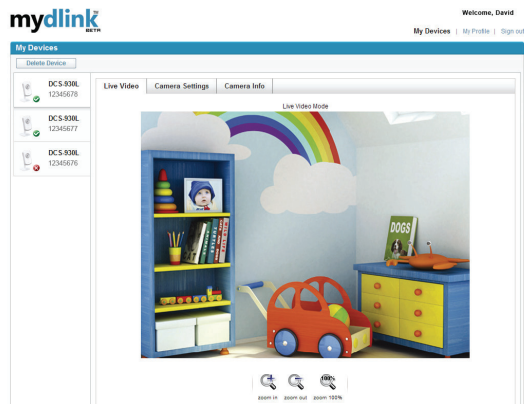 Welcome, David
mydlink
BETA
My Devices | My Profile | Sign out
My Devices
Delete Device
DCS-930L
12345678
DCS-930L
12345677
DCS-930L
12345676
Live Video
Camera Settings
Camera Info
Live Video Mode
DOGS
100%
zoom in
zoom out
zoom 100%